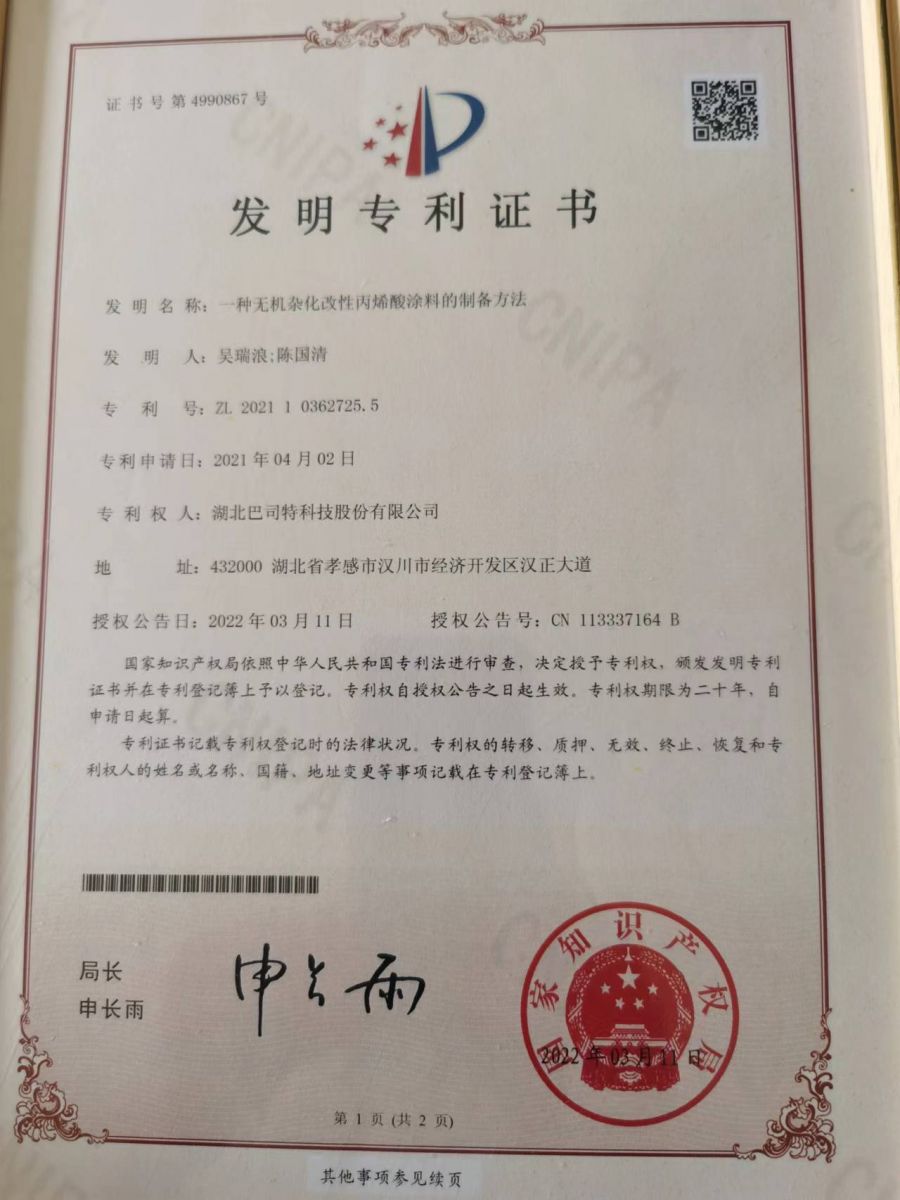 证书号第4990867号
发明专利证书
发明名称：一种无机杂化改性丙烯酸涂料的制备方法
发明人：吴瑞浪;陈国清
专利号：ZL 2021 1 0362725.5
专利申请日：2021年04月02日
专利权人：湖北巴司特科技股份有限公司
地址：432000 湖北省孝感市汉川市经济开发区汉正大道
授权公告日：2022年03月11日 授权公告号：CN 113337164 B
国家知识产权局依照中华人民共和国专利法进行审查，决定授予专利权，颁发发明专利
证书并在专利登记簿上予以登记。专利权自授权公告之日起生效。专利权期限为二十年，自
申请日起算。
专利证书记载专利权登记时的法律状况。专利权的转移、质押、无效、终止、恢复和专
利权人的姓名或名称、国籍、地址变更等事项记载在专利登记簿上。
局长
申长雨
申长雨
国家知识产权局
2022年03月11日
第 1 页 (共 2 页)
其他事项参见续页
CNIPA
CNIPA
CNIPA